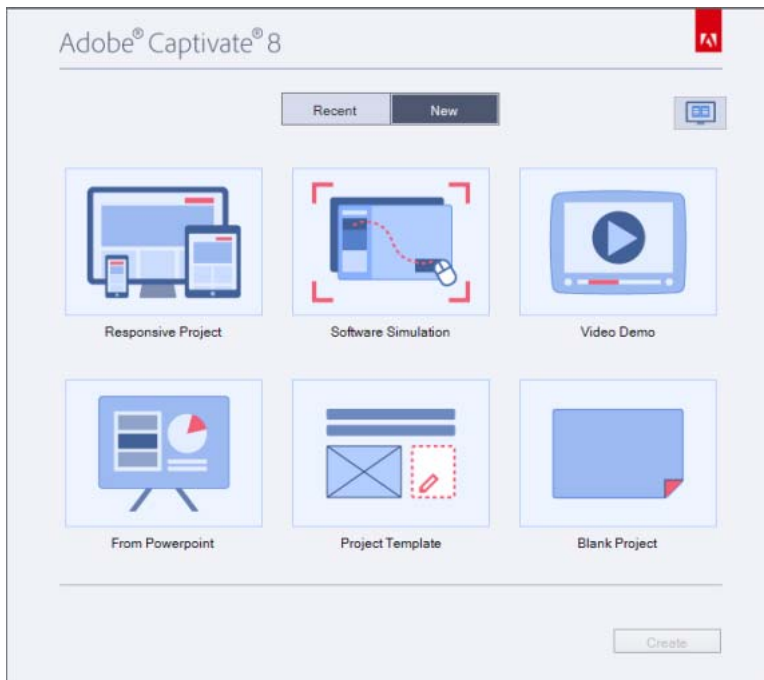 Adobe® Captivate® 8
Recent New
Responsive Project Software Simulation Video Demo
From Powerpoint Project Template Blank Project
Create